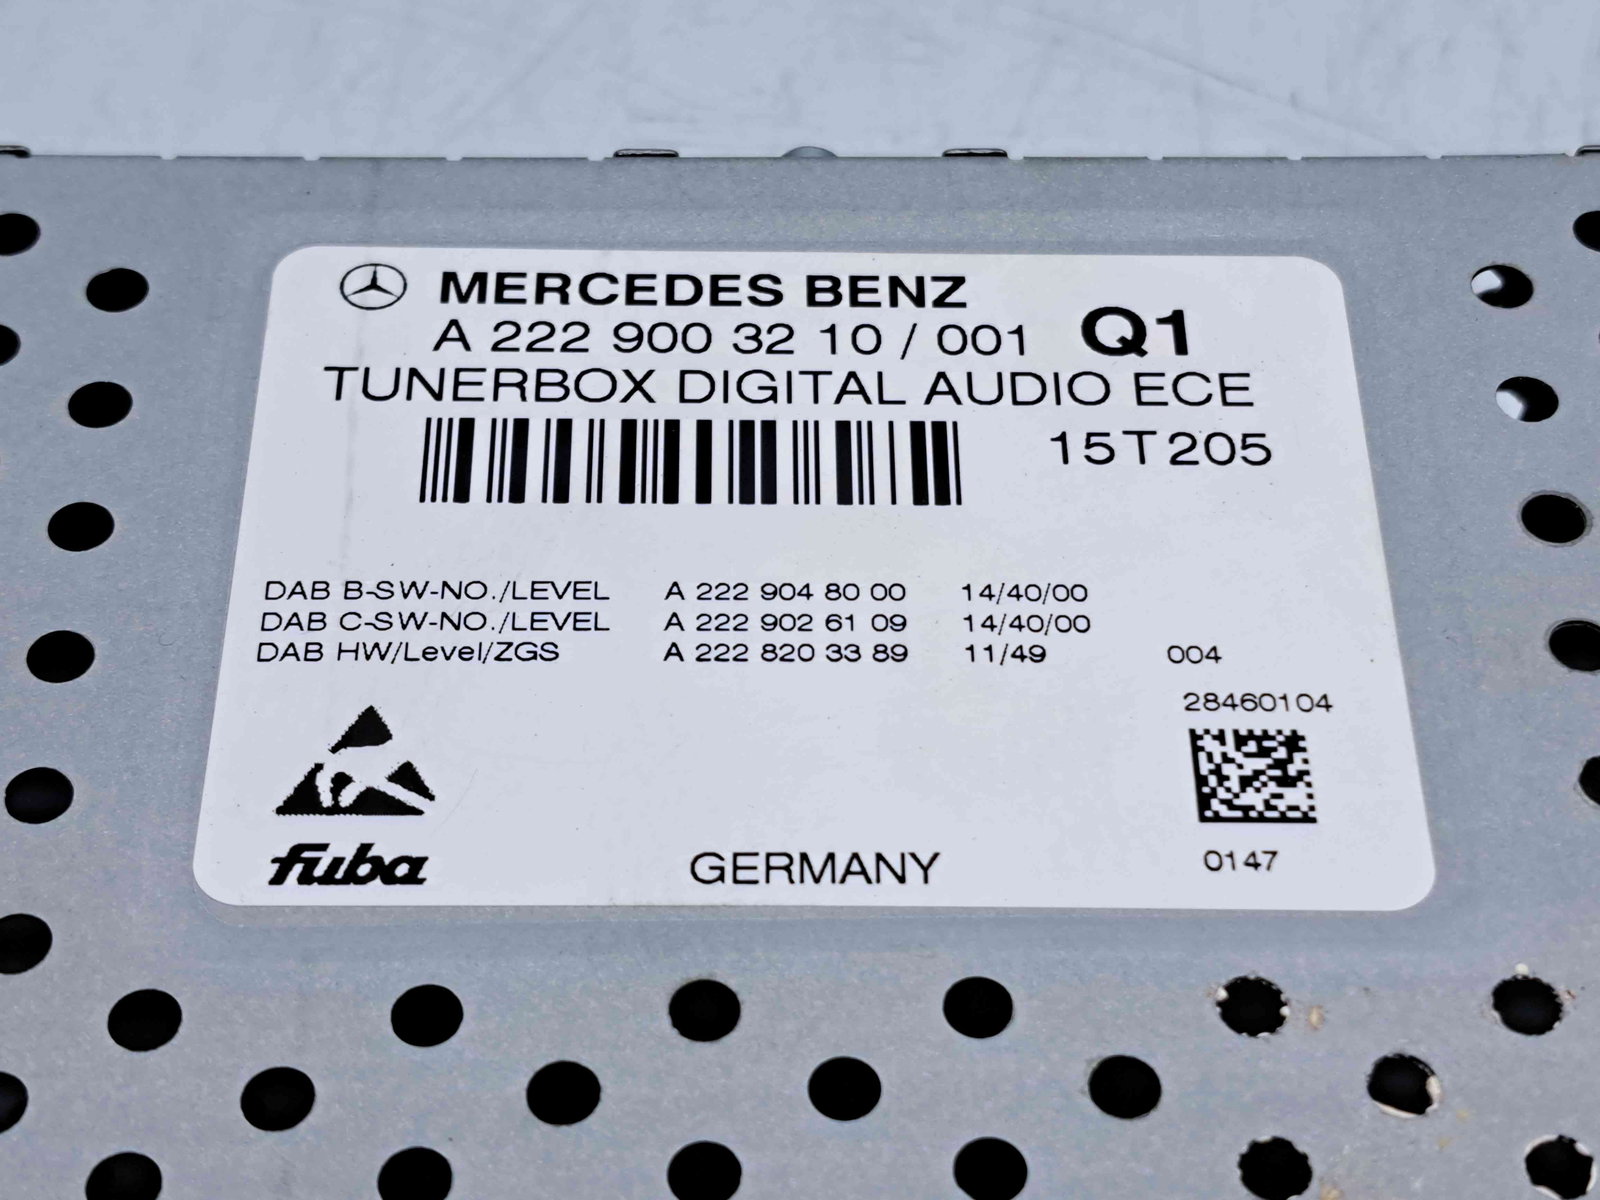 MERCEDES BENZ
A 222 900 32 10 / 001 Q1
TUNERBOX DIGITAL AUDIO ECE
15T205
DAB B-SW-NO./LEVEL A 222 904 80 00 14/40/00
DAB C-SW-NO./LEVEL A 222 902 61 09 14/40/00
DAB HW/Level/ZGS A 222 820 33 89 11/49 004
28460104
fuba GERMANY 0147